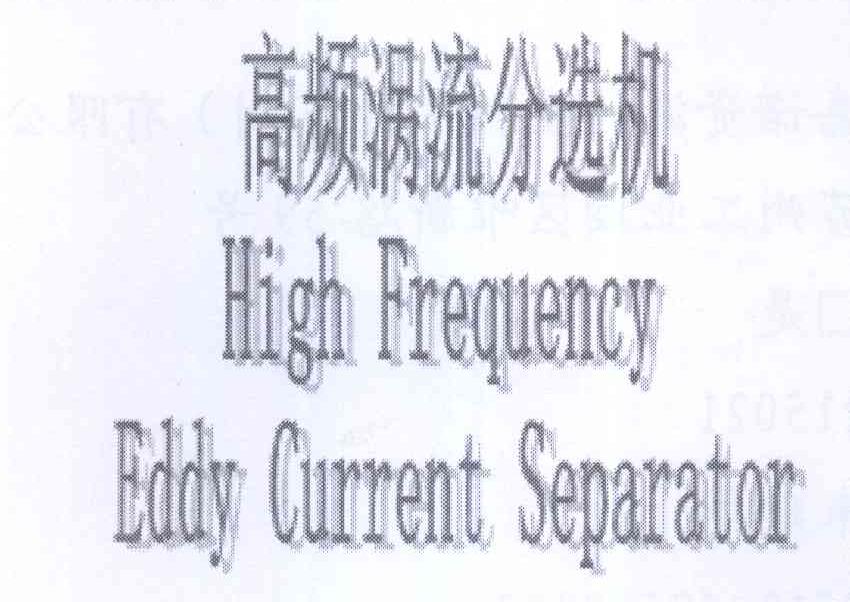 高频涡流分选机
High Frequency
Eddy Current Separator